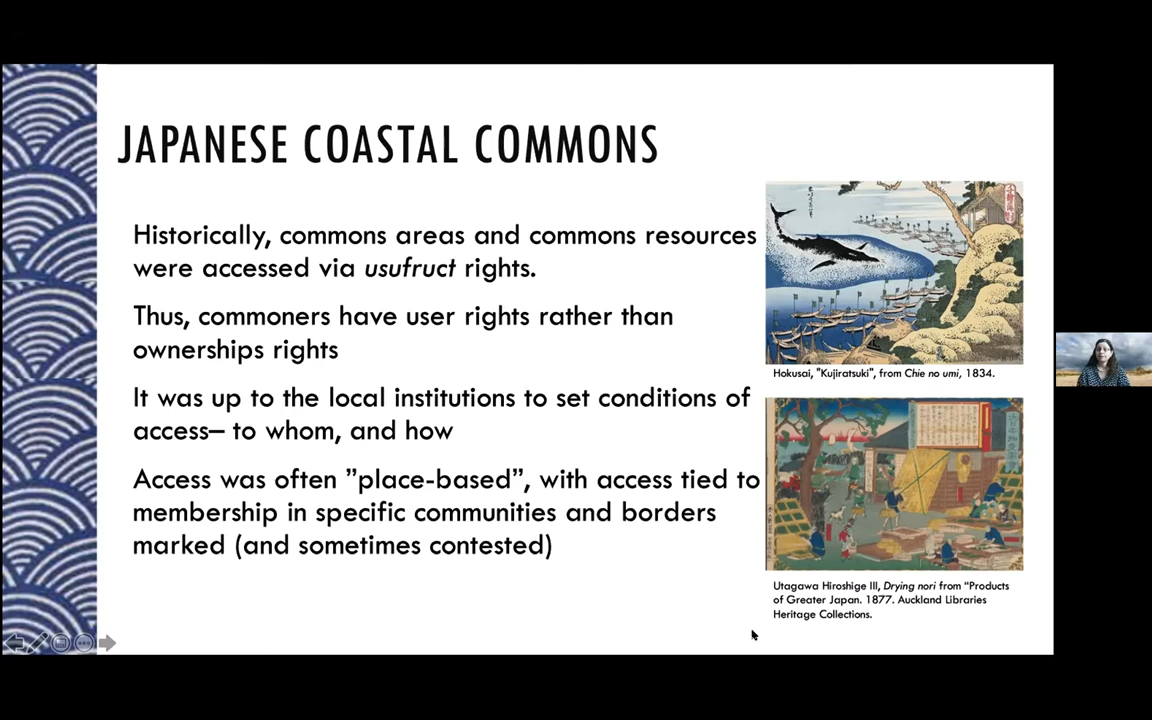 JAPANESE COASTAL COMMONS
Historically, commons areas and commons resources
were accessed via usufruct rights.
Thus, commoners have user rights rather than
ownerships rights
It was up to the local institutions to set conditions of
access– to whom, and how
Access was often ”place-based”, with access tied to
membership in specific communities and borders
marked (and sometimes contested)
Hokusai, "Kujiratsuki", from Chie no umi, 1834.
Utagawa Hiroshige III, Drying nori from “Products
of Greater Japan. 1877. Auckland Libraries
Heritage Collections.